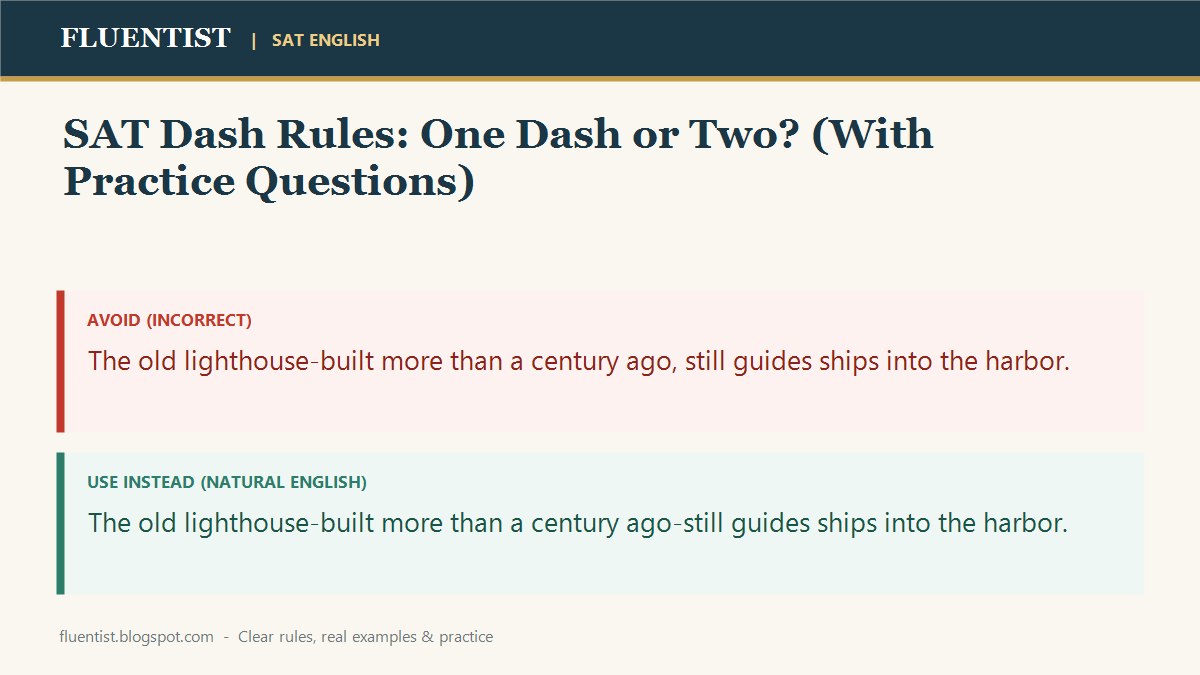 FLUENTIST | SAT ENGLISH
SAT Dash Rules: One Dash or Two? (With
Practice Questions)
AVOID (INCORRECT)
The old lighthouse-built more than a century ago, still guides ships into the harbor.
USE INSTEAD (NATURAL ENGLISH)
The old lighthouse-built more than a century ago-still guides ships into the harbor.
fluentist.blogspot.com - Clear rules, real examples & practice